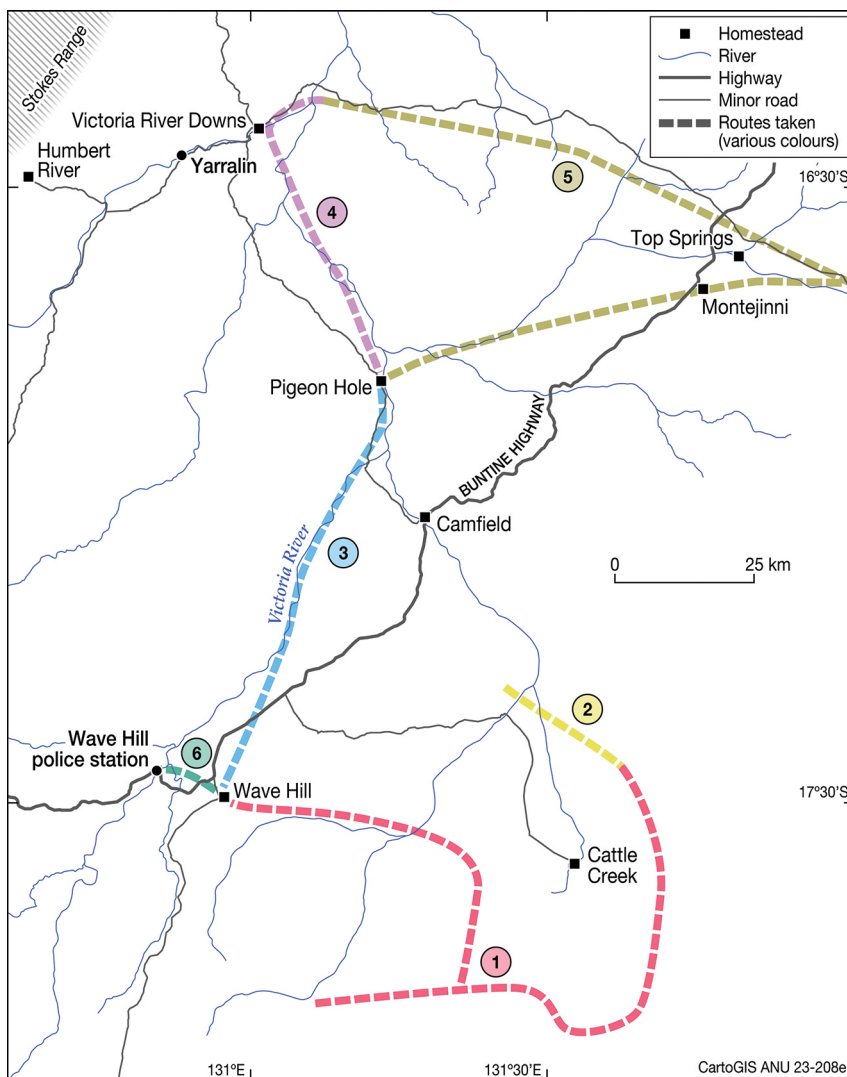 Stokes Range
Homestead
River
Highway
Minor road
Routes taken
(various colours)
Victoria River Downs
Yarralin
Humbert
River
16°30'S
5
4
Top Springs
Montejinni
Pigeon Hole
BUNTINE HIGHWAY
Camfield
Victoria River
3
0 25 km
2
Wave Hill
police station
6
Wave Hill
17°30'S
Cattle
Creek
1
131°E
131°30'E
CartoGIS ANU 23-208e